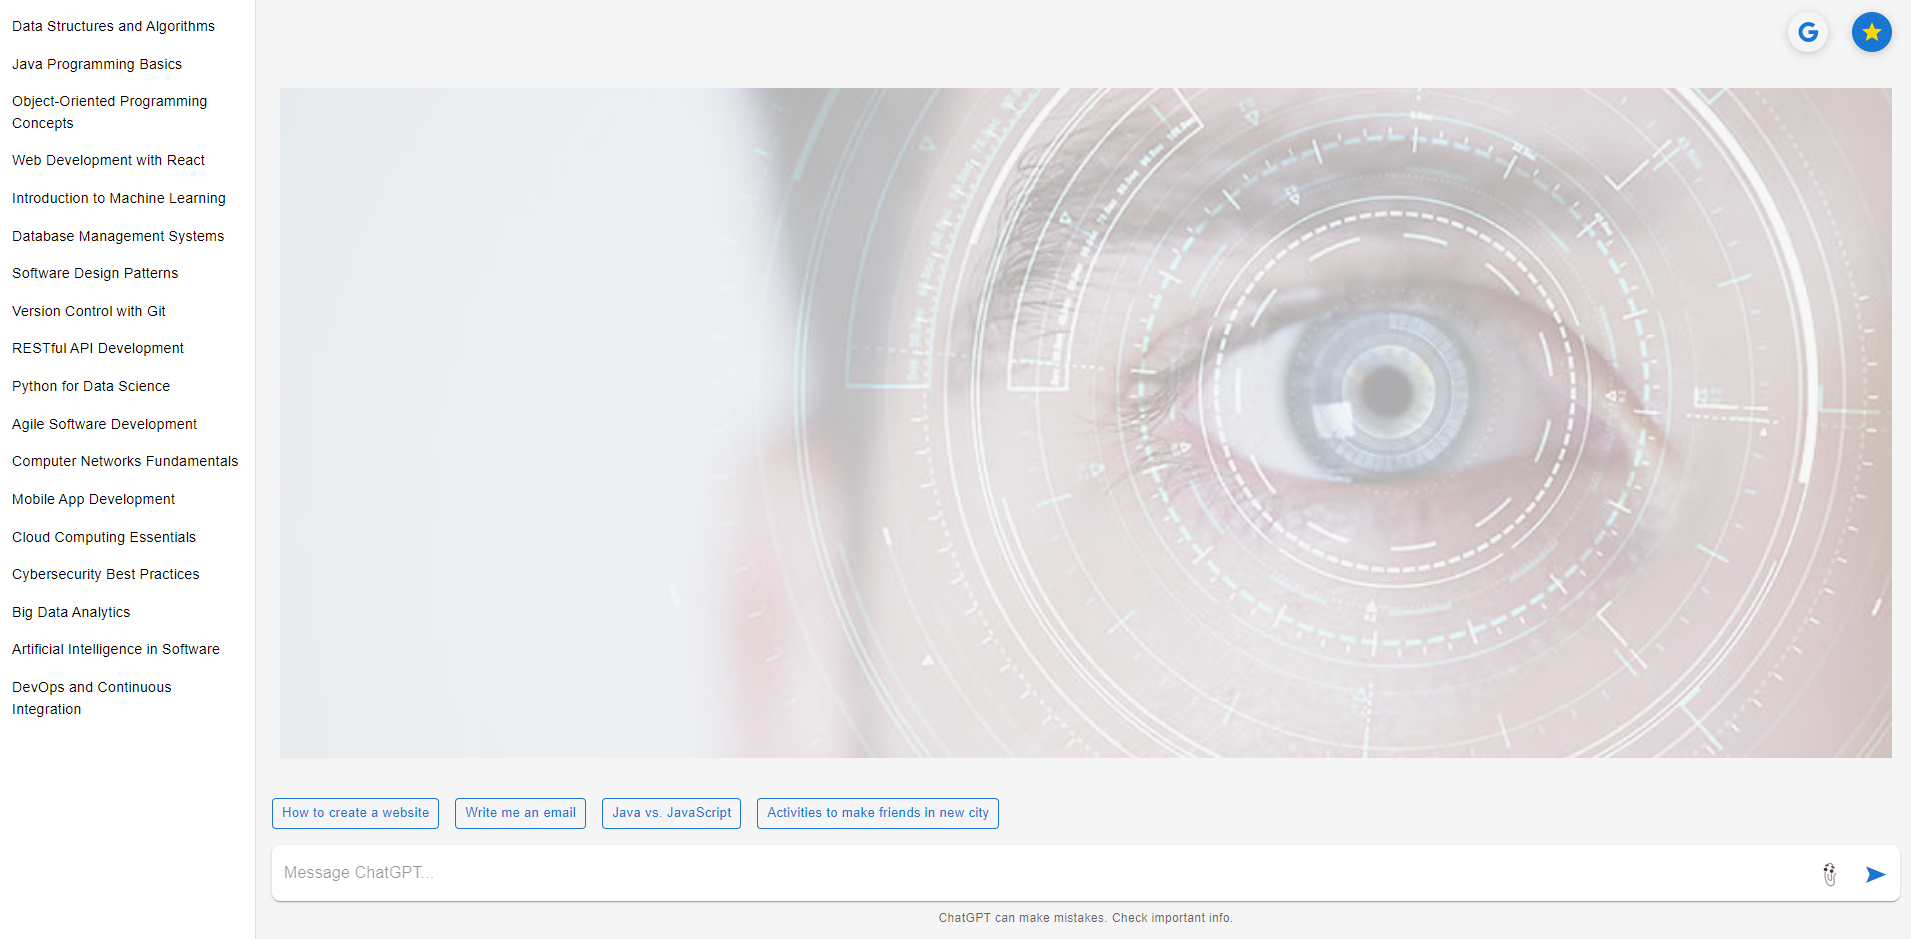 Data Structures and Algorithms
Java Programming Basics
Object-Oriented Programming
Concepts
Web Development with React
Introduction to Machine Learning
Database Management Systems
Software Design Patterns
Version Control with Git
RESTful API Development
Python for Data Science
Agile Software Development
Computer Networks Fundamentals
Mobile App Development
Cloud Computing Essentials
Cybersecurity Best Practices
Big Data Analytics
Artificial Intelligence in Software
DevOps and Continuous
Integration
G
How to create a website
Write me an email
Java vs. JavaScript
Activities to make friends in new city
Message ChatGPT...
ChatGPT can make mistakes. Check important info.